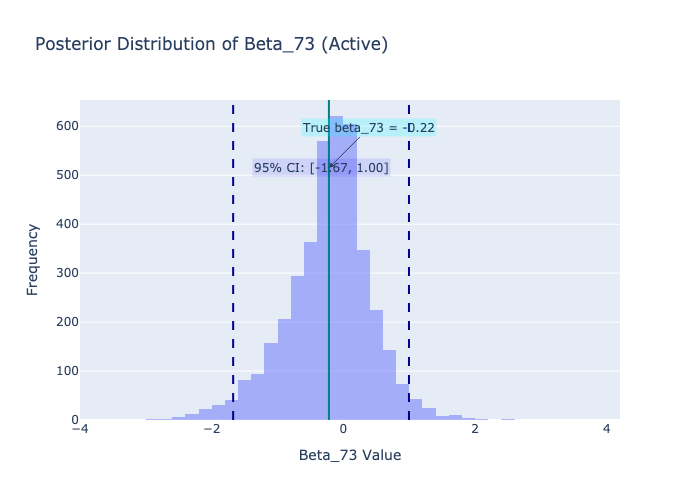 Posterior Distribution of Beta_73 (Active)
True beta_73 = -0.22
95% CI: [-1.67, 1.00]
600
500
400
300
200
100
0
Frequency
−4
−2
0
2
4
Beta_73 Value